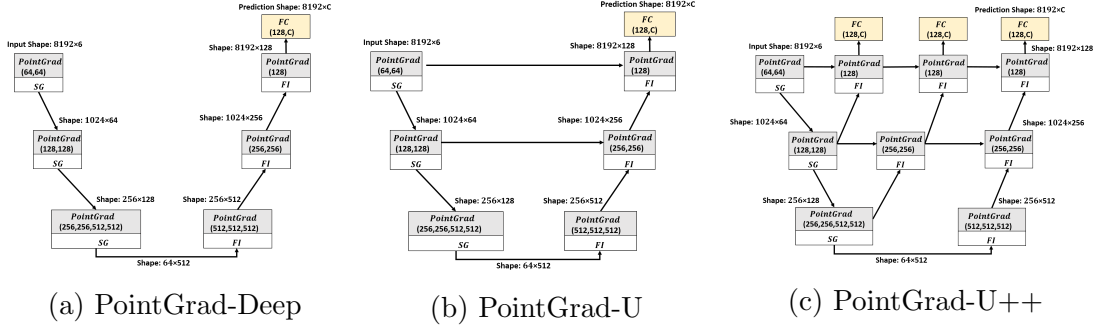 Prediction Shape: 8192×C
FC
(128,C)
Input Shape: 8192×6
Shape: 8192×128
PointGrad
(64,64)
SG
PointGrad
(128)
FI
Shape: 1024×64
Shape: 1024×256
PointGrad
(128,128)
SG
PointGrad
(256,256)
FI
Shape: 256×128
Shape: 256×512
PointGrad
(256,256,512,512)
SG
PointGrad
(512,512,512)
FI
Shape: 64×512
(a) PointGrad-Deep
Prediction Shape: 8192×C
FC
(128,C)
Input Shape: 8192×6
Shape: 8192×128
PointGrad
(64,64)
SG
PointGrad
(128)
FI
Shape: 1024×64
Shape: 1024×256
PointGrad
(128,128)
SG
PointGrad
(256,256)
FI
Shape: 256×128
Shape: 256×512
PointGrad
(256,256,512,512)
SG
PointGrad
(512,512,512)
FI
Shape: 64×512
(b) PointGrad-U
Prediction Shape: 8192×C
FC
(128,C)
FC
(128,C)
FC
(128,C)
Input Shape: 8192×6
Shape: 8192×128
PointGrad
(64,64)
SG
PointGrad
(128)
FI
PointGrad
(128)
FI
PointGrad
(128)
FI
Shape: 1024×64
Shape: 1024×256
PointGrad
(128,128)
SG
PointGrad
(256,256)
FI
PointGrad
(256,256)
FI
Shape: 256×128
Shape: 256×512
PointGrad
(256,256,512,512)
SG
PointGrad
(512,512,512)
FI
Shape: 64×512
(c) PointGrad-U++